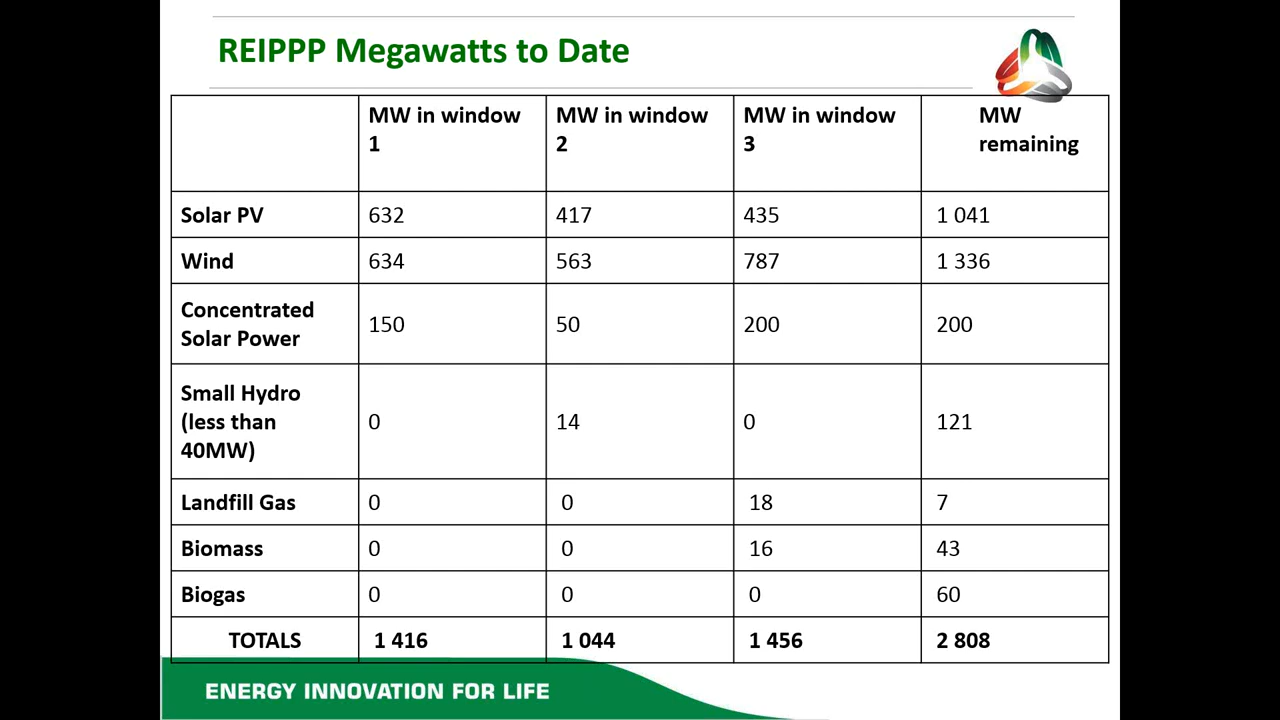 REIPPP Megawatts to Date
MW in window
1
MW in window
2
MW in window
3
MW
remaining
Solar PV 632 417 435 1 041
Wind 634 563 787 1 336
Concentrated
Solar Power
150 50 200 200
Small Hydro
(less than
40MW)
0 14 0 121
Landfill Gas 0 0 18 7
Biomass 0 0 16 43
Biogas 0 0 0 60
TOTALS 1 416 1 044 1 456 2 808
ENERGY INNOVATION FOR LIFE